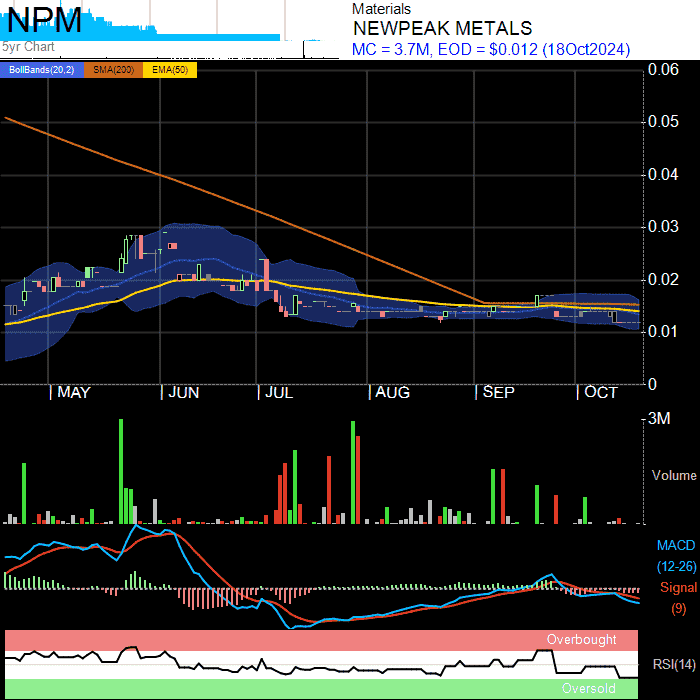 NPM
5yr Chart
Materials
NEWPEAK METALS
MC = 3.7M, EOD = $0.012 (18Oct2024)
BollBands(20,2) SMA(200) EMA(50)
0.06
0.05
0.04
0.03
0.02
0.01
0
MAY JUN JUL AUG SEP OCT
3M
Volume
MACD
(12-26)
Signal
(9)
Overbought
RSI(14)
Oversold